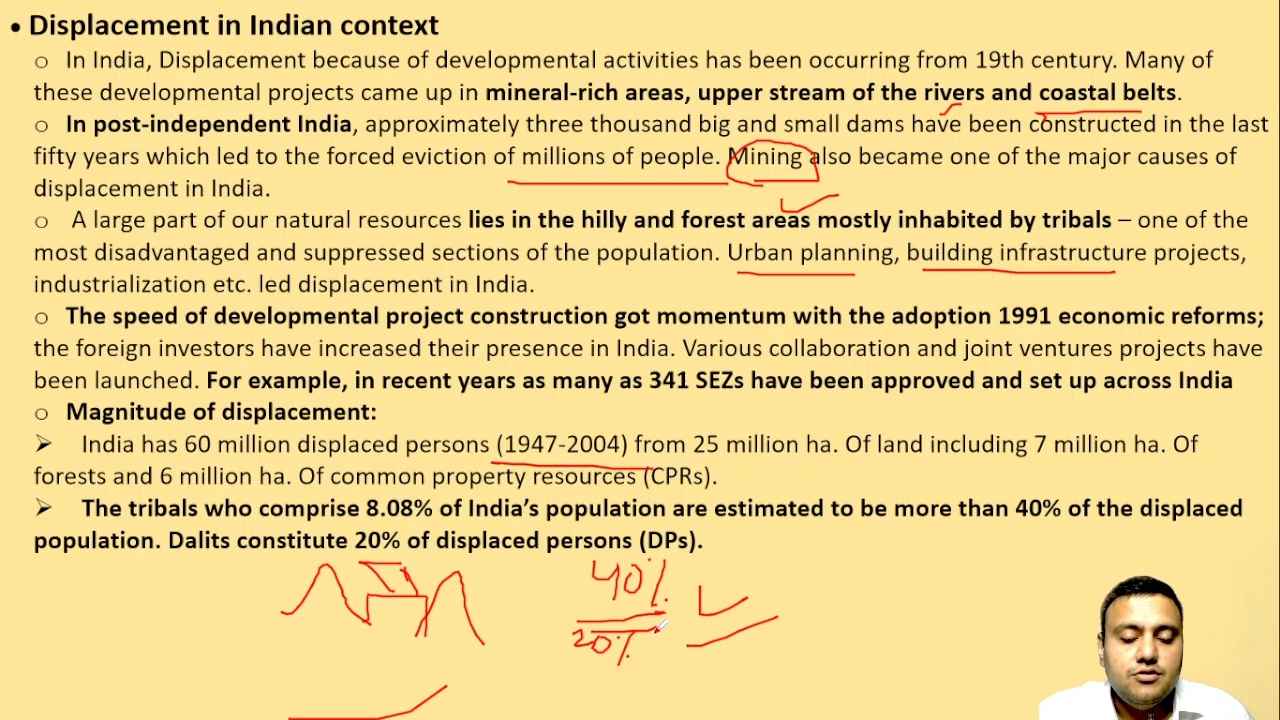 • Displacement in Indian context
o In India, Displacement because of developmental activities has been occurring from 19th century. Many of
these developmental projects came up in mineral-rich areas, upper stream of the rivers and coastal belts.
o In post-independent India, approximately three thousand big and small dams have been constructed in the last
fifty years which led to the forced eviction of millions of people. Mining also became one of the major causes of
displacement in India.
o A large part of our natural resources lies in the hilly and forest areas mostly inhabited by tribals – one of the
most disadvantaged and suppressed sections of the population. Urban planning, building infrastructure projects,
industrialization etc. led displacement in India.
o The speed of developmental project construction got momentum with the adoption 1991 economic reforms;
the foreign investors have increased their presence in India. Various collaboration and joint ventures projects have
been launched. For example, in recent years as many as 341 SEZs have been approved and set up across India
o Magnitude of displacement:
➢ India has 60 million displaced persons (1947-2004) from 25 million ha. Of land including 7 million ha. Of
forests and 6 million ha. Of common property resources (CPRs).
➢ The tribals who comprise 8.08% of India’s population are estimated to be more than 40% of the displaced
population. Dalits constitute 20% of displaced persons (DPs).
40%
20%